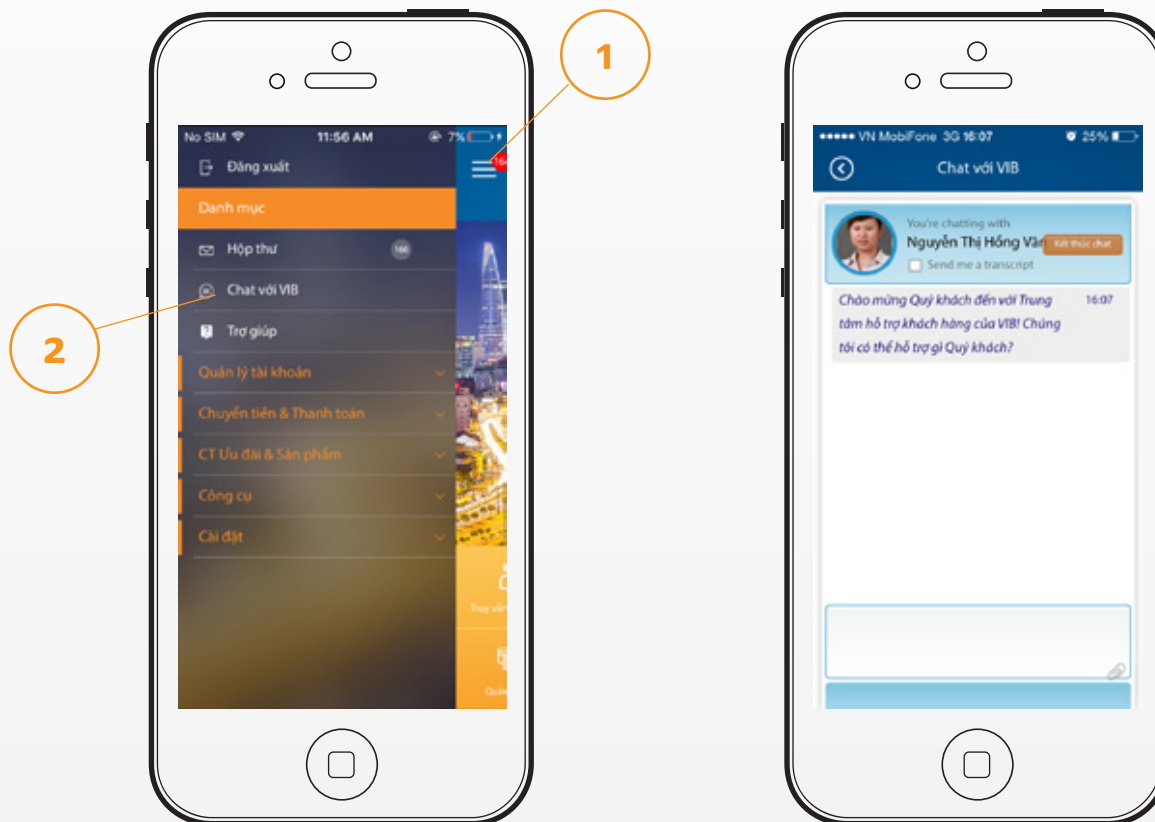 1
No SIM 11:56 AM 7%
Đăng xuất
Danh mục
Hộp thư 166
Chat với VIB
Trợ giúp
Quản lý tài khoản
Chuyển tiền & Thanh toán
CT Ưu đãi & Sản phẩm
Công cụ
Cài đặt
2
VN MobiFone 3G 16:07 25%
Chat với VIB
You're chatting with
Nguyễn Thị Hồng Vân
Kết thúc chat
Send me a transcript
Chào mừng Quý khách đến với Trung 16:07
tâm hỗ trợ khách hàng của VIB! Chúng
tôi có thể hỗ trợ gì Quý khách?